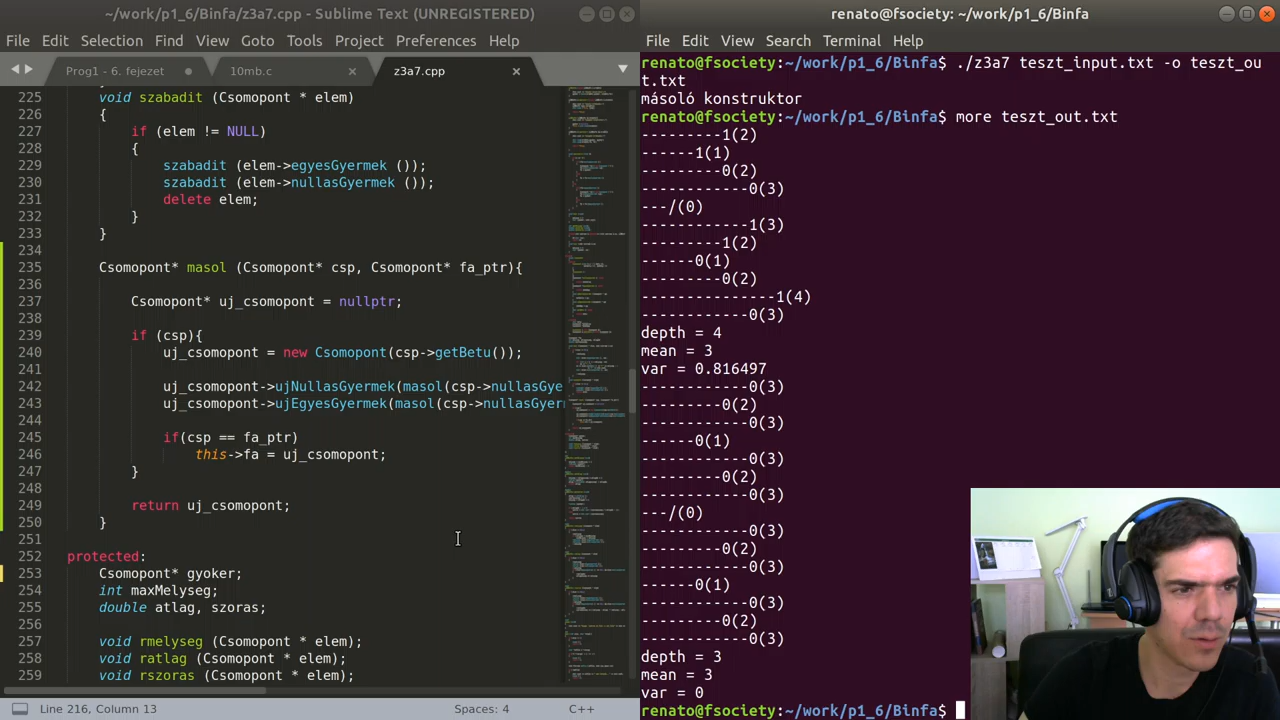 ~/work/p1_6/Binfa/z3a7.cpp - Sublime Text (UNREGISTERED)
File Edit Selection Find View Goto Tools Project Preferences Help
Prog1 - 6. fejezet 10mb.c z3a7.cpp
225 void szabadit (Csomopont * elem)
226 {
227 if (elem != NULL)
228 {
229 szabadit (elem->egyesGyermek ());
230 szabadit (elem->nullasGyermek ());
231 delete elem;
232 }
233 }
234
235 Csomopont* masol (Csomopont* csp, Csomopont* fa_ptr){
236
237 Csomopont* uj_csomopont = nullptr;
238
239 if (csp){
240 uj_csomopont = new Csomopont(csp->getBetu());
241
242 uj_csomopont->ujNullasGyermek(masol(csp->nullasGye
243 uj_csomopont->ujEgyesGyermek(masol(csp->nullasGyer
244
245 if(csp == fa_ptr)
246 this->fa = uj_csomopont;
247 }
248
249 return uj_csomopont;
250 }
251
252 protected:
253 Csomopont* gyoker;
254 int maxMelyseg;
255 double atlag, szoras;
256
257 void rmelyseg (Csomopont * elem);
258 void ratlag (Csomopont * elem);
259 void rszoras (Csomopont * elem);
Line 216, Column 13 Spaces: 4 C++
renato@fsociety: ~/work/p1_6/Binfa
File Edit View Search Terminal Help
renato@fsociety:~/work/p1_6/Binfa$ ./z3a7 teszt_input.txt -o teszt_ou
t.txt
másoló konstruktor
renato@fsociety:~/work/p1_6/Binfa$ more teszt_out.txt
---------1(2)
------1(1)
---------0(2)
------------0(3)
---/(0)
------------1(3)
---------1(2)
------0(1)
---------0(2)
---------------1(4)
------------0(3)
depth = 4
mean = 3
var = 0.816497
------------0(3)
---------0(2)
------------0(3)
------0(1)
------------0(3)
---------0(2)
------------0(3)
---/(0)
------------0(3)
---------0(2)
------------0(3)
------0(1)
------------0(3)
---------0(2)
------------0(3)
depth = 3
mean = 3
var = 0
renato@fsociety:~/work/p1_6/Binfa$